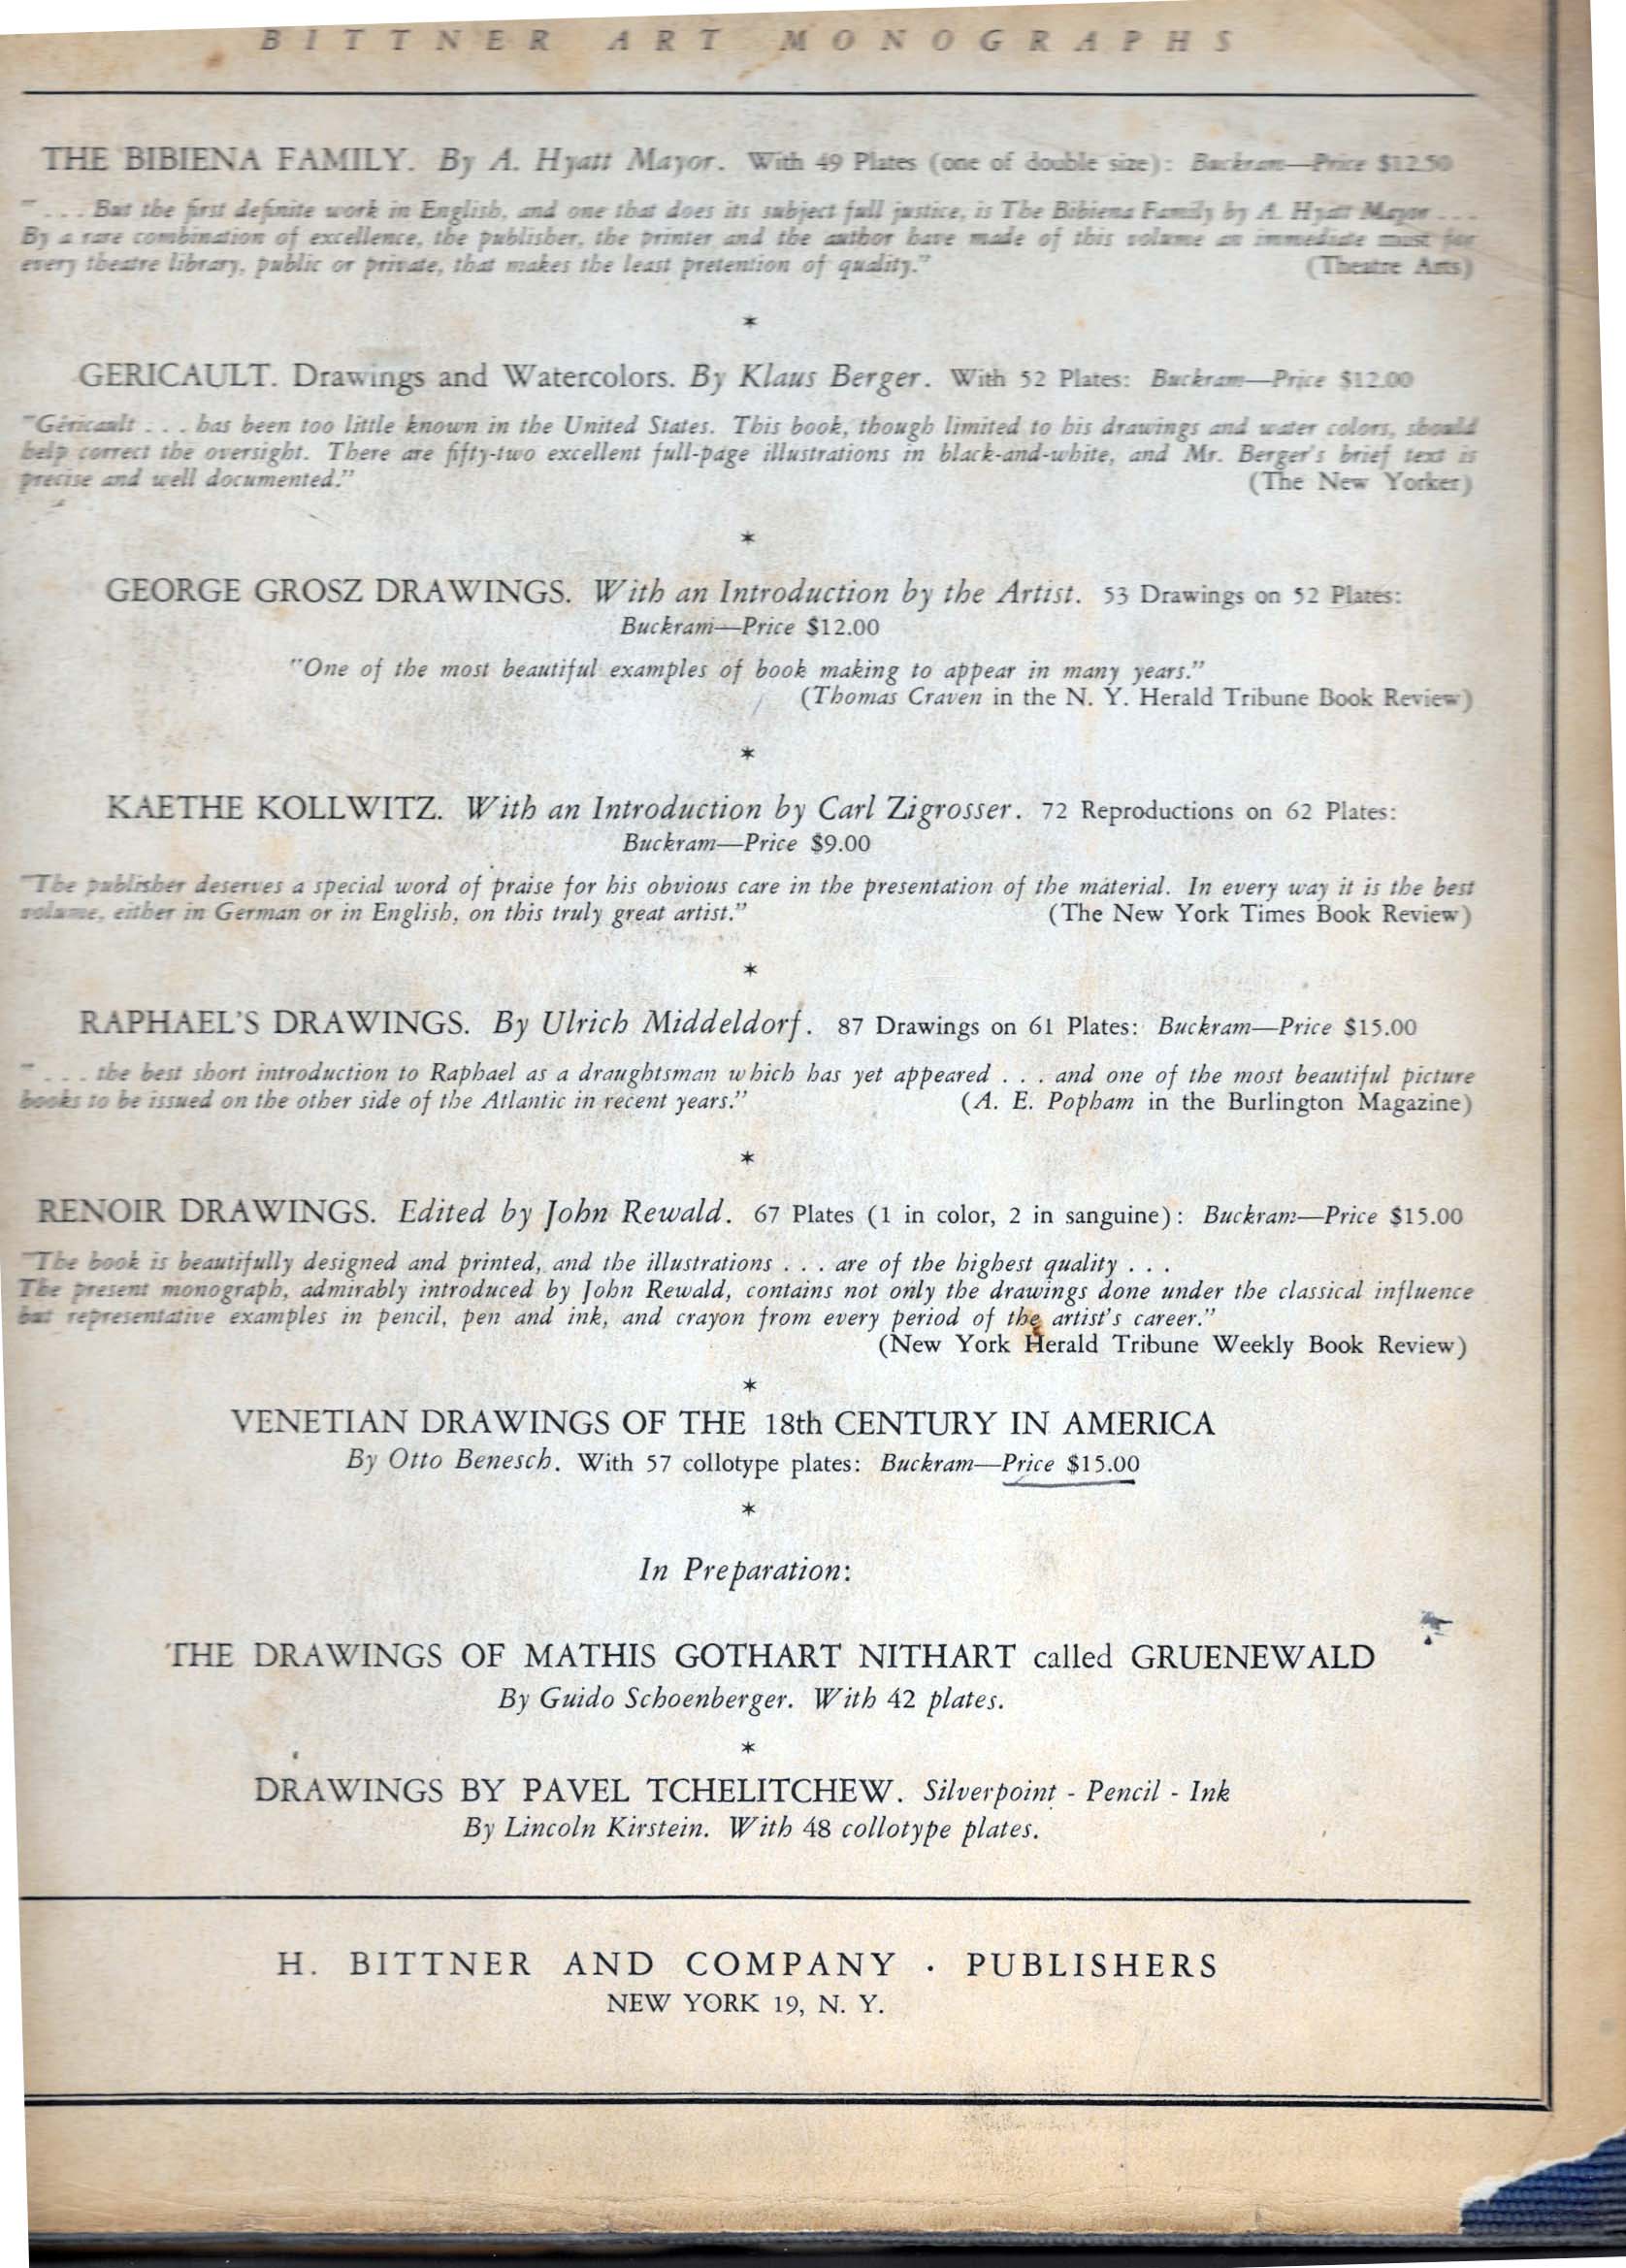 BITTNER ART MONOGRAPHS
THE BIBIENA FAMILY. By A. Hyatt Mayor. With 49 Plates (one of double size): Buckram—Price $12.50
". . . But the first definite work in English, and one that does its subject full justice, is The Bibiena Family by A. Hyatt Mayor . . .
By a rare combination of excellence, the publisher, the printer and the author have made of this volume an immediate must for
every theatre library, public or private, that makes the least pretention of quality." (Theatre Arts)
*
GERICAULT. Drawings and Watercolors. By Klaus Berger. With 52 Plates: Buckram—Price $12.00
"Géricault . . . has been too little known in the United States. This book, though limited to his drawings and water colors, should
help correct the oversight. There are fifty-two excellent full-page illustrations in black-and-white, and Mr. Berger's brief text is
precise and well documented." (The New Yorker)
*
GEORGE GROSZ DRAWINGS. With an Introduction by the Artist. 53 Drawings on 52 Plates:
Buckram—Price $12.00
"One of the most beautiful examples of book making to appear in many years."
(Thomas Craven in the N. Y. Herald Tribune Book Review)
*
KAETHE KOLLWITZ. With an Introduction by Carl Zigrosser. 72 Reproductions on 62 Plates:
Buckram—Price $9.00
"The publisher deserves a special word of praise for his obvious care in the presentation of the material. In every way it is the best
volume, either in German or in English, on this truly great artist." (The New York Times Book Review)
*
RAPHAEL'S DRAWINGS. By Ulrich Middeldorf. 87 Drawings on 61 Plates: Buckram—Price $15.00
". . . the best short introduction to Raphael as a draughtsman which has yet appeared . . . and one of the most beautiful picture
books to be issued on the other side of the Atlantic in recent years." (A. E. Popham in the Burlington Magazine)
*
RENOIR DRAWINGS. Edited by John Rewald. 67 Plates (1 in color, 2 in sanguine): Buckram—Price $15.00
"The book is beautifully designed and printed, and the illustrations . . . are of the highest quality . . .
The present monograph, admirably introduced by John Rewald, contains not only the drawings done under the classical influence
but representative examples in pencil, pen and ink, and crayon from every period of the artist's career."
(New York Herald Tribune Weekly Book Review)
*
VENETIAN DRAWINGS OF THE 18th CENTURY IN AMERICA
By Otto Benesch. With 57 collotype plates: Buckram—Price $15.00
*
In Preparation:
THE DRAWINGS OF MATHIS GOTHART NITHART called GRUENEWALD
By Guido Schoenberger. With 42 plates.
*
DRAWINGS BY PAVEL TCHELITCHEW. Silverpoint - Pencil - Ink
By Lincoln Kirstein. With 48 collotype plates.
H. BITTNER AND COMPANY · PUBLISHERS
NEW YORK 19, N. Y.